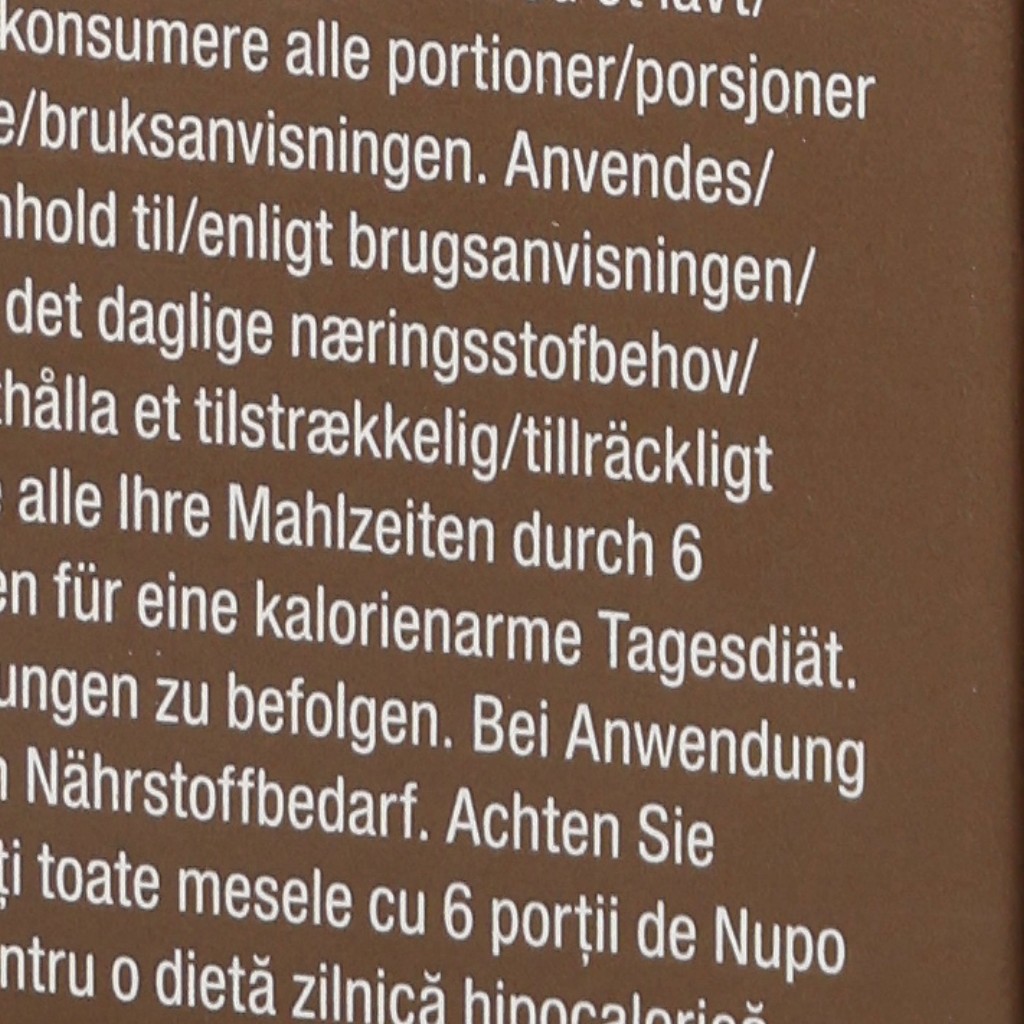 konsumere alle portioner/porsjoner
e/bruksanvisningen. Anvendes/
nhold til/enligt brugsanvisningen/
det daglige næringsstofbehov/
thålla et tilstrækkelig/tillräckligt
alle Ihre Mahlzeiten durch 6
en für eine kalorienarme Tagesdiät.
ungen zu befolgen. Bei Anwendung
n Nährstoffbedarf. Achten Sie
ți toate mesele cu 6 porții de Nupo
ntru o dietă zilnică hipocalorică